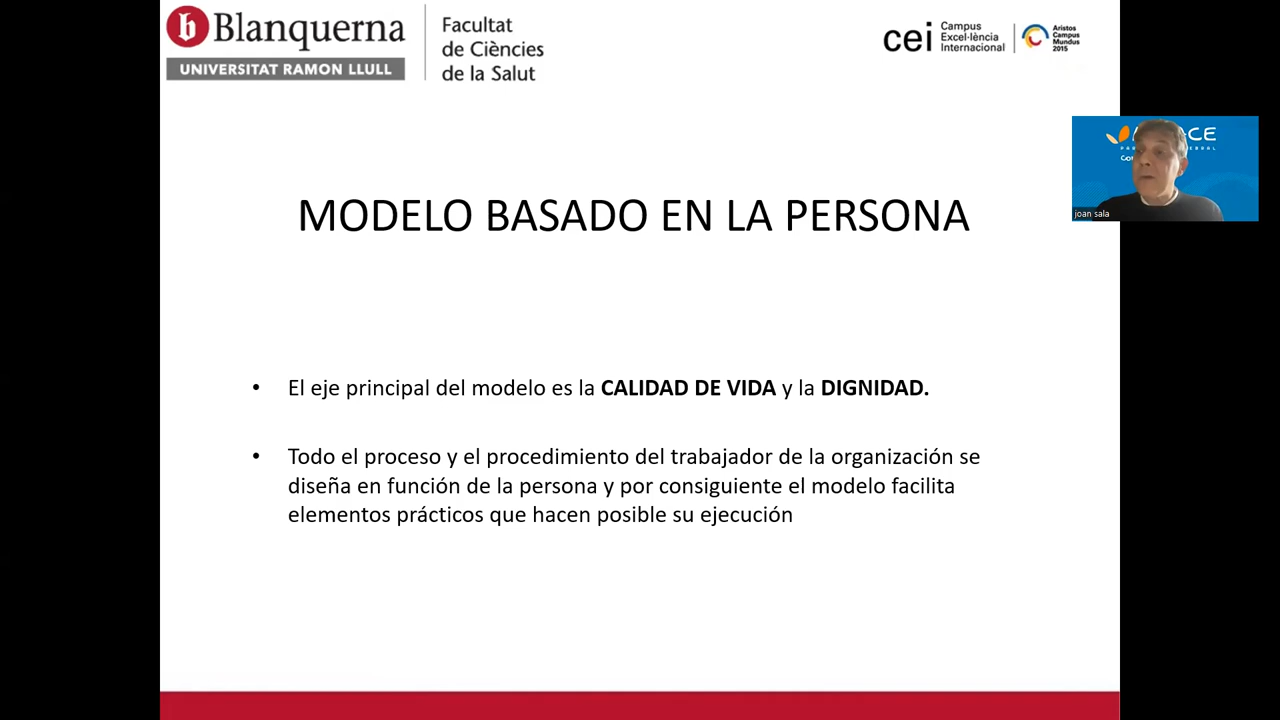 Blanquerna
UNIVERSITAT RAMON LLULL
Facultat
de Ciències
de la Salut
cei
Campus
Excel·lència
Internacional
Aristos
Campus
Mundus
2015
joan sala
MODELO BASADO EN LA PERSONA
• El eje principal del modelo es la CALIDAD DE VIDA y la DIGNIDAD.
• Todo el proceso y el procedimiento del trabajador de la organización se
diseña en función de la persona y por consiguiente el modelo facilita
elementos prácticos que hacen posible su ejecución